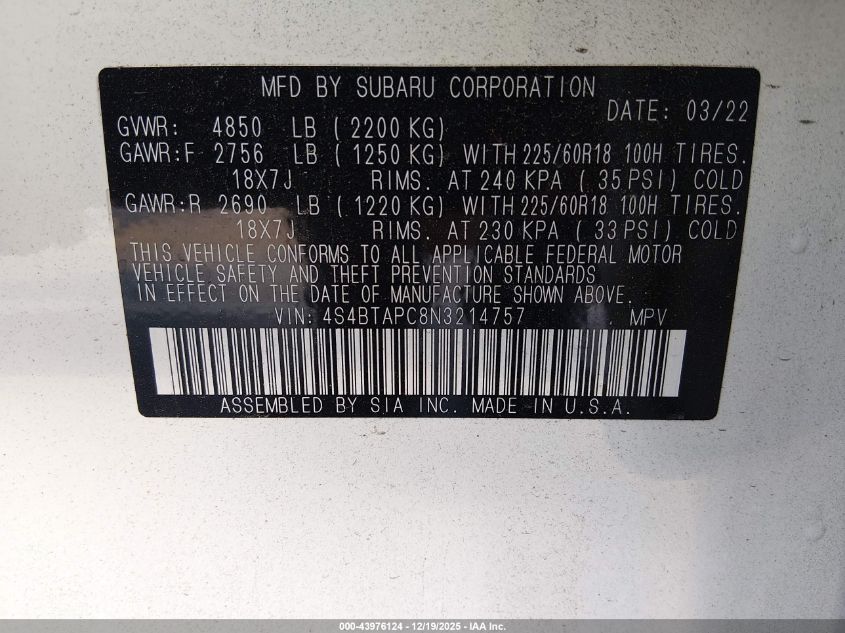 MFD BY SUBARU CORPORATION
DATE: 03/22
GVWR: 4850 LB ( 2200 KG)
GAWR:F 2756 LB ( 1250 KG) WITH 225/60R18 100H TIRES.
18X7J RIMS. AT 240 KPA ( 35 PSI) COLD
GAWR:R 2690 LB ( 1220 KG) WITH 225/60R18 100H TIRES.
18X7J RIMS. AT 230 KPA ( 33 PSI) COLD
THIS VEHICLE CONFORMS TO ALL APPLICABLE FEDERAL MOTOR
VEHICLE SAFETY AND THEFT PREVENTION STANDARDS
IN EFFECT ON THE DATE OF MANUFACTURE SHOWN ABOVE.
VIN: 4S4BTAPC8N3214757 MPV
ASSEMBLED BY SIA INC. MADE IN U.S.A.
000-43976124 - 12/19/2025 - IAA Inc.